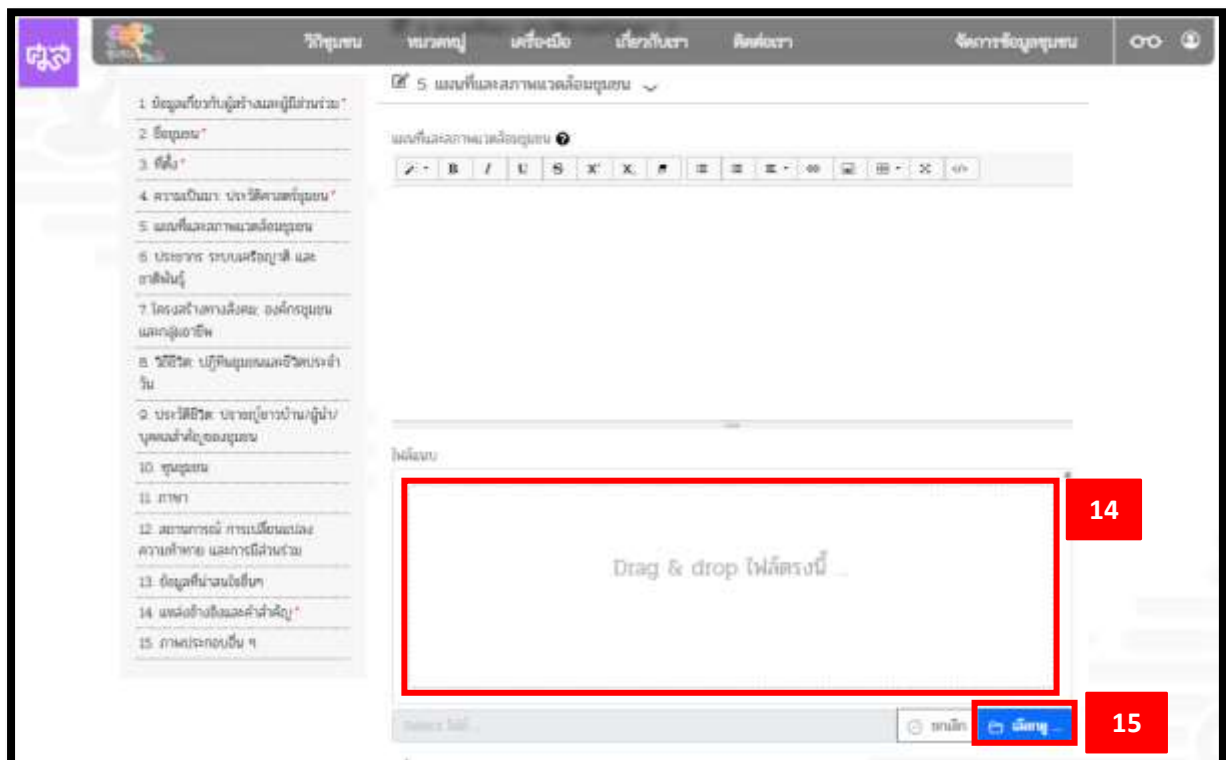 วิถีชุมชน หมวดหมู่ เครื่องมือ เกี่ยวกับเรา ติดต่อเรา จัดการข้อมูลชุมชน
5. แผนที่และสภาพแวดล้อมชุมชน
1. ข้อมูลเกี่ยวกับผู้สร้างและผู้มีส่วนร่วม*
2. ชื่อชุมชน*
3. ที่ตั้ง*
4. ความเป็นมา: ประวัติศาสตร์ชุมชน*
5. แผนที่และสภาพแวดล้อมชุมชน
6. ประชากร ระบบเครือญาติ และ
ชาติพันธุ์
7. โครงสร้างทางสังคม: องค์กรชุมชน
และกลุ่มอาชีพ
8. วิถีชีวิต: ปฏิทินชุมชนและชีวิตประจำ
วัน
9. ประวัติชีวิต: ปราชญ์ชาวบ้าน/ผู้นำ/
บุคคลสำคัญของชุมชน
10. ทุนชุมชน
11. ภาษา
12. สถานการณ์ การเปลี่ยนแปลง
ความท้าทาย และการมีส่วนร่วม
13. ข้อมูลที่น่าสนใจอื่นๆ
14. แหล่งอ้างอิงและคำสำคัญ*
15. ภาพประกอบอื่น ๆ
แผนที่และสภาพแวดล้อมชุมชน
B I U S X² X₂
ไฟล์แนบ
Drag & drop ไฟล์ตรงนี้ ...
14
ยกเลิก เลือกดู ...
15